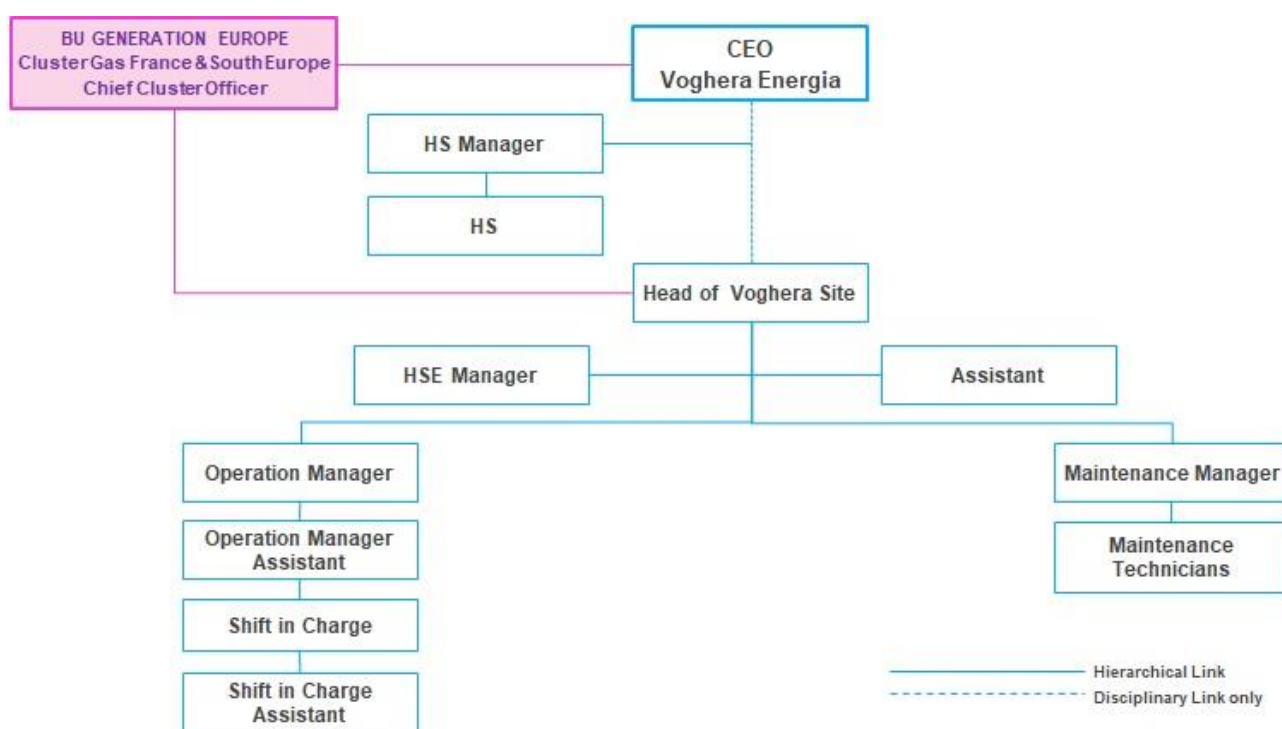 BU GENERATION EUROPE
Cluster Gas France & South Europe
Chief Cluster Officer
CEO
Voghera Energia
HS Manager
HS
Head of Voghera Site
HSE Manager
Assistant
Operation Manager
Maintenance Manager
Operation Manager
Assistant
Maintenance
Technicians
Shift in Charge
Shift in Charge
Assistant
Hierarchical Link
Disciplinary Link only